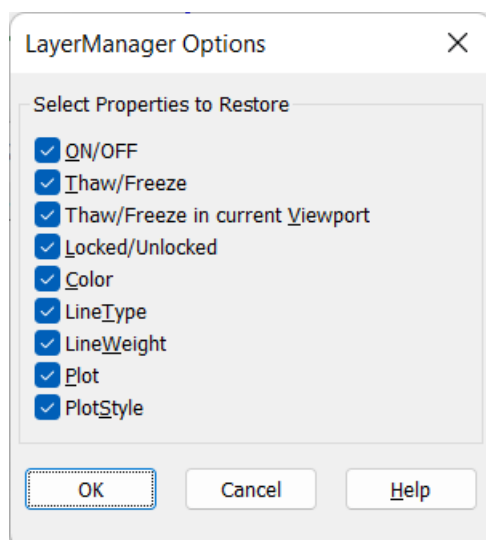 LayerManager Options
Select Properties to Restore
ON/OFF
Thaw/Freeze
Thaw/Freeze in current Viewport
Locked/Unlocked
Color
LineType
LineWeight
Plot
PlotStyle
OK Cancel Help